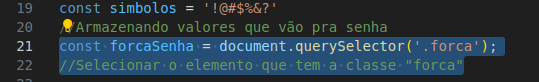 19 const simbolos = '!@#$%&?'
20 //Armazenando valores que vão pra senha
21 const forcaSenha = document.querySelector('.forca');
22 //Selecionar o elemento que tem a classe "forca"